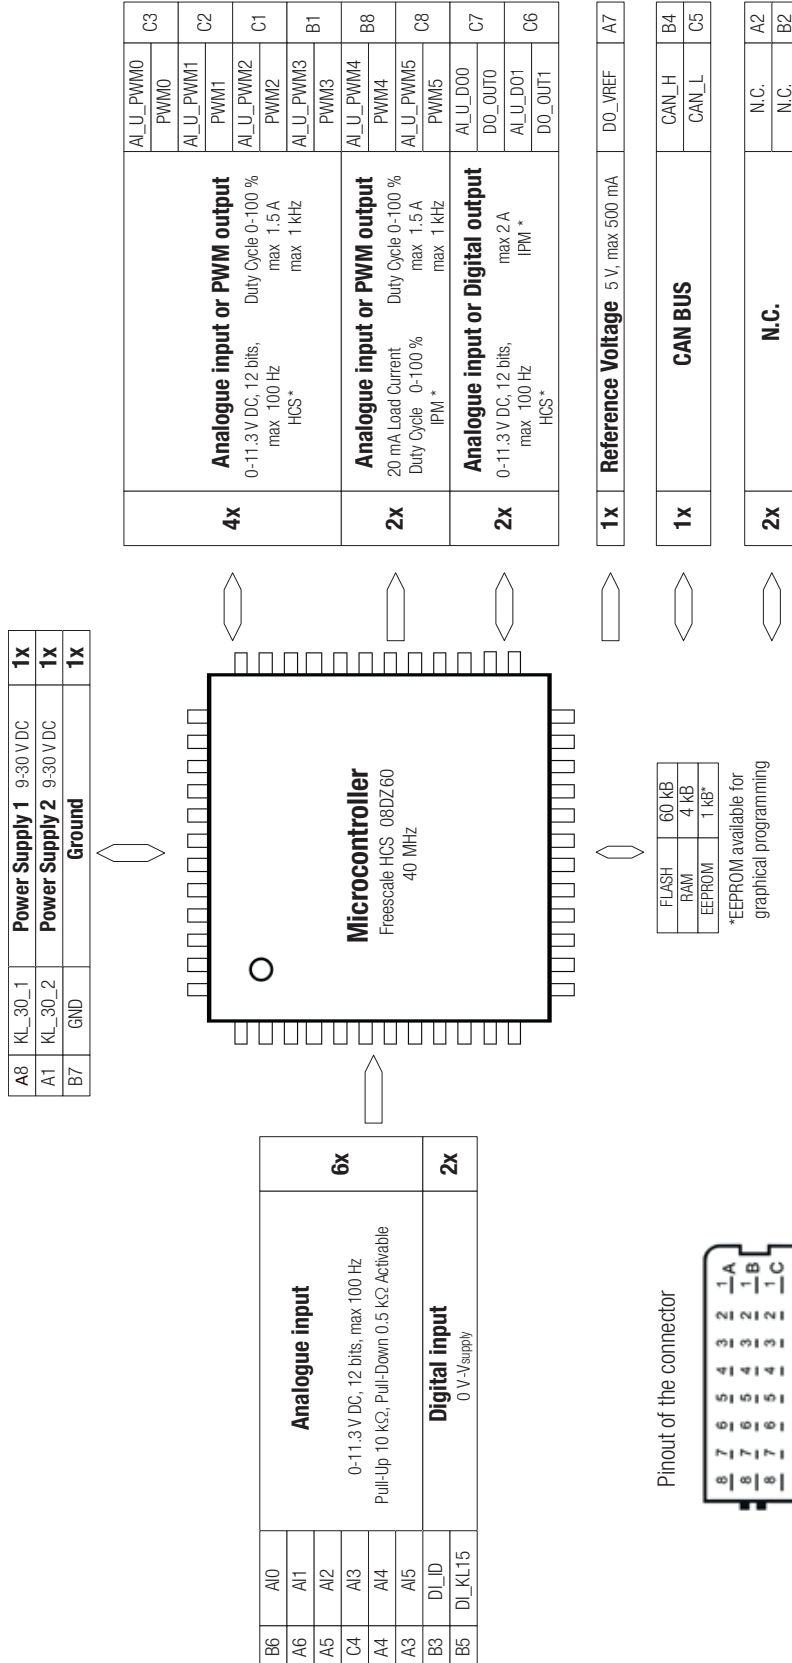 A8 KL_30_1 Power Supply 1 9-30 V DC 1x
A1 KL_30_2 Power Supply 2 9-30 V DC 1x
B7 GND Ground 1x
B6 AI0
A6 AI1
A5 AI2
C4 AI3
A4 AI4
A3 AI5
Analogue input
0-11.3 V DC, 12 bits, max 100 Hz
Pull-Up 10 kΩ, Pull-Down 0.5 kΩ Activable
6x
B3 DI_ID
B5 DI_KL15
Digital input
0 V-Vsupply
2x
Microcontroller
Freescale HCS 08DZ60
40 MHz
4x
Analogue input or PWM output
0-11.3 V DC, 12 bits, Duty Cycle 0-100 %
max 100 Hz max 1.5 A
HCS* max 1 kHz
AI_U_PWM0
PWM0
C3
AI_U_PWM1
PWM1
C2
AI_U_PWM2
PWM2
C1
AI_U_PWM3
PWM3
B1
2x
Analogue input or PWM output
20 mA Load Current Duty Cycle 0-100 %
Duty Cycle 0-100 % max 1.5 A
IPM * max 1 kHz
AI_U_PWM4
PWM4
B8
AI_U_PWM5
PWM5
C8
2x
Analogue input or Digital output
0-11.3 V DC, 12 bits, max 2 A
max 100 Hz IPM *
HCS*
AI_U_DO0
DO_OUT0
C7
AI_U_DO1
DO_OUT1
C6
1x Reference Voltage 5 V, max 500 mA DO_VREF A7
1x CAN BUS
CAN_H B4
CAN_L C5
2x N.C.
N.C. A2
N.C. B2
FLASH 60 kB
RAM 4 kB
EEPROM 1 kB*
*EEPROM available for
graphical programming
Pinout of the connector
8 7 6 5 4 3 2 1 A
8 7 6 5 4 3 2 1 B
8 7 6 5 4 3 2 1 C